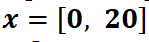 x = [0, 20]